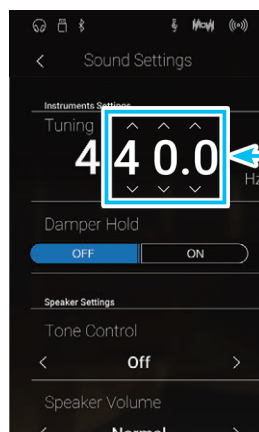 Sound Settings
Instruments Settings
Tuning
440.0
Hz
Damper Hold
OFF ON
Speaker Settings
Tone Control
Off
Speaker Volume
Normal